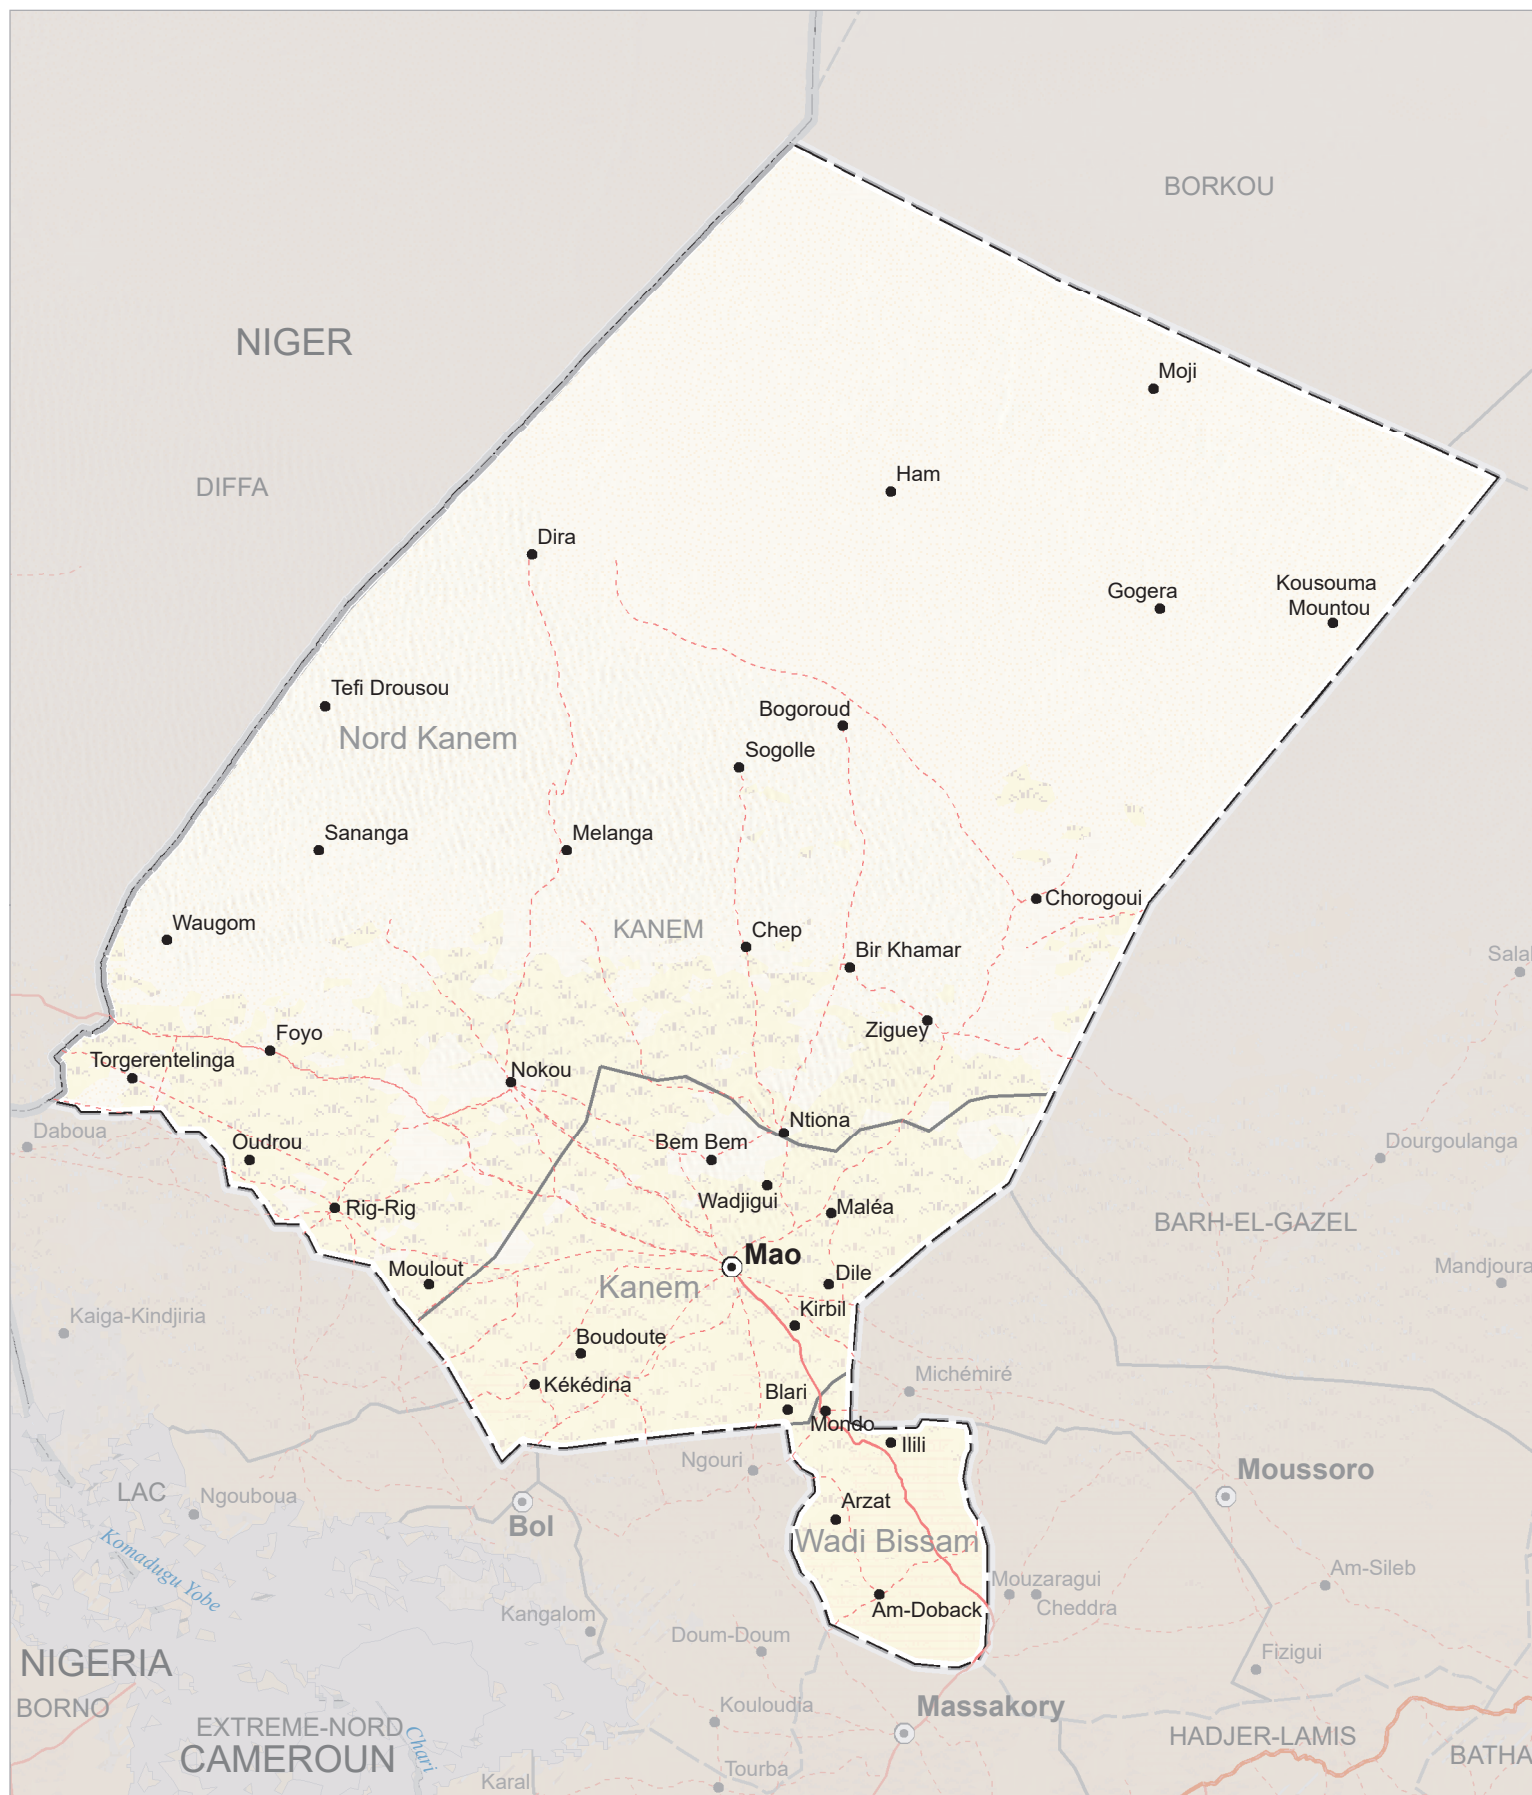 BORKOU
NIGER
Moji
Ham
DIFFA
Dira
Kousouma
Mountou
Gogera
Tefi Drousou
Nord Kanem
Bogoroud
Sogolle
Sananga
Melanga
Chorogoui
Waugom
KANEM
Chep
Bir Khamar
Ziguey
Foyo
Torgerentelinga
Nokou
Ntiona
Daboua
Oudrou
Bem Bem
Dourgoulanga
Wadjigui
Maléa
Rig-Rig
BARH-EL-GAZEL
Mao
Moulout
Dile
Mandjoura
Kanem
Kaiga-Kindjiria
Kirbil
Boudoute
Michémiré
Kékédina
Blari
Mondo
Ilili
Ngouri
Moussoro
LAC
Ngouboua
Arzat
Bol
Wadi Bissam
Komadugu Yobe
Am-Sileb
Mouzaragui
Cheddra
Kangalom
Am-Doback
Doum-Doum
Fizigui
NIGERIA
BORNO
Kouloudia
Massakory
EXTREME-NORD
CAMEROUN
Chari
HADJER-LAMIS
BATHA
Tourba
Karal